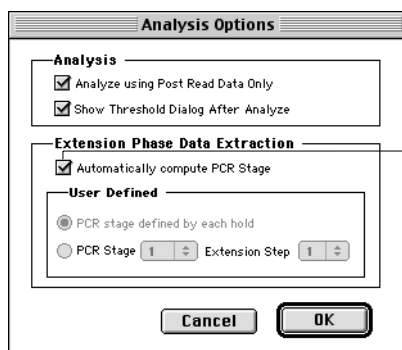 Analysis Options
Analysis
Analyze using Post Read Data Only
Show Threshold Dialog After Analyze
Extension Phase Data Extraction
Automatically compute PCR Stage
User Defined
PCR stage defined by each hold
PCR Stage 1 Extension Step 1
Cancel OK